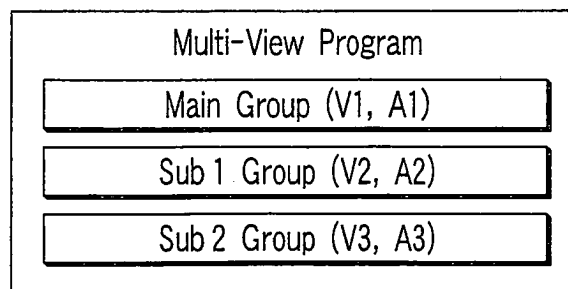 Multi-View Program
Main Group (V1, A1)
Sub 1 Group (V2, A2)
Sub 2 Group (V3, A3)